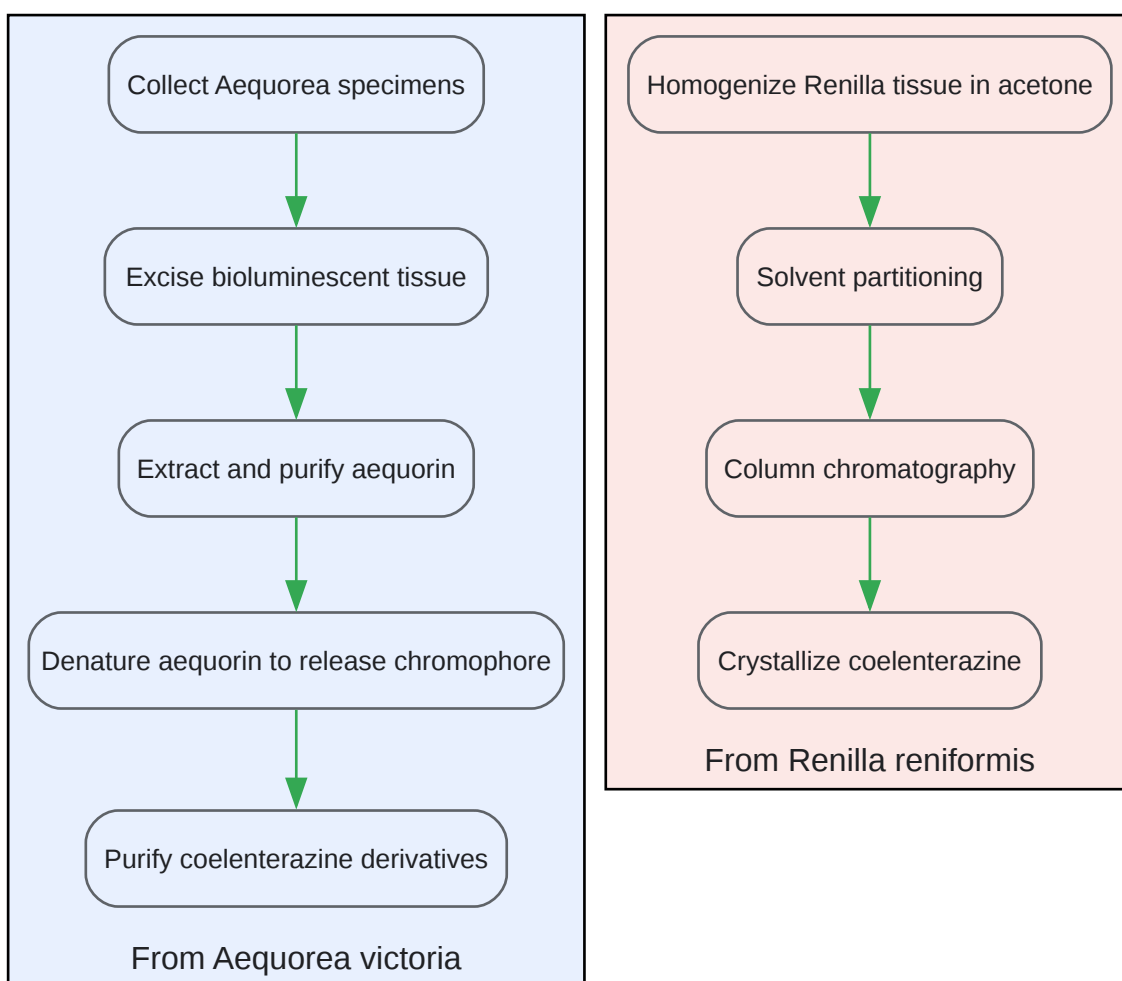 Collect Aequorea specimens
Excise bioluminescent tissue
Extract and purify aequorin
Denature aequorin to release chromophore
Purify coelenterazine derivatives
From Aequorea victoria
Homogenize Renilla tissue in acetone
Solvent partitioning
Column chromatography
Crystallize coelenterazine
From Renilla reniformis